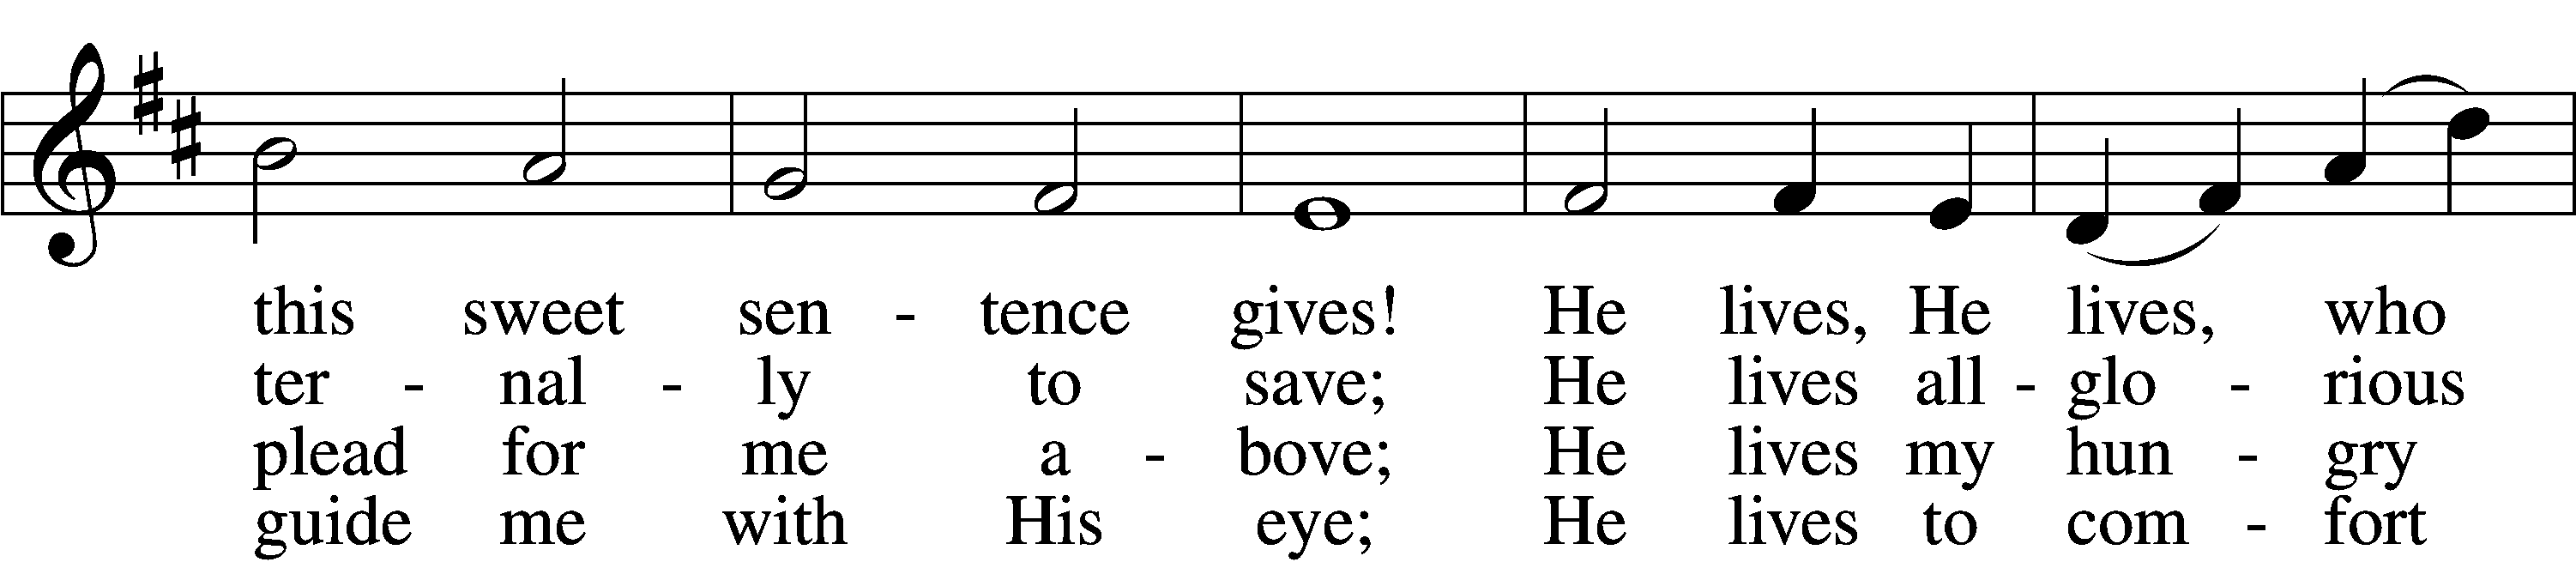 this sweet sen - tence gives! He lives, He lives, who
ter - nal - ly to save; He lives all - glo - rious
plead for me a - bove; He lives my hun - gry
guide me with His eye; He lives to com - fort